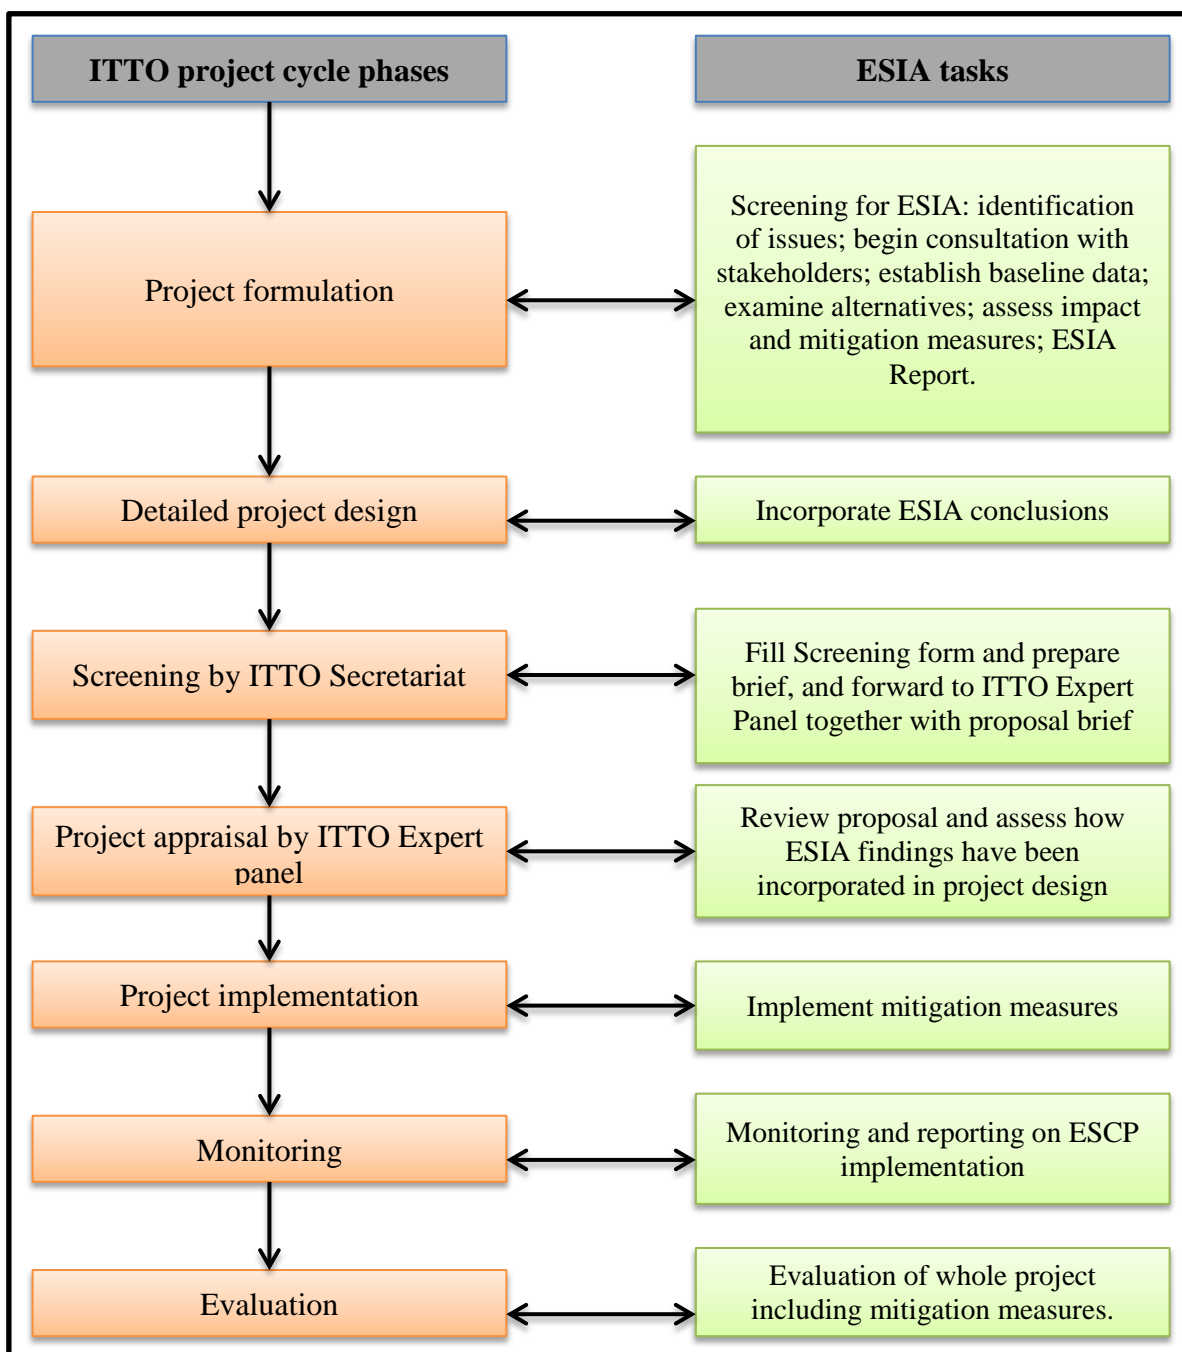 ITTO project cycle phases
ESIA tasks
Project formulation
Screening for ESIA: identification
of issues; begin consultation with
stakeholders; establish baseline data;
examine alternatives; assess impact
and mitigation measures; ESIA
Report.
Detailed project design
Incorporate ESIA conclusions
Screening by ITTO Secretariat
Fill Screening form and prepare
brief, and forward to ITTO Expert
Panel together with proposal brief
Project appraisal by ITTO Expert
panel
Review proposal and assess how
ESIA findings have been
incorporated in project design
Project implementation
Implement mitigation measures
Monitoring
Monitoring and reporting on ESCP
implementation
Evaluation
Evaluation of whole project
including mitigation measures.